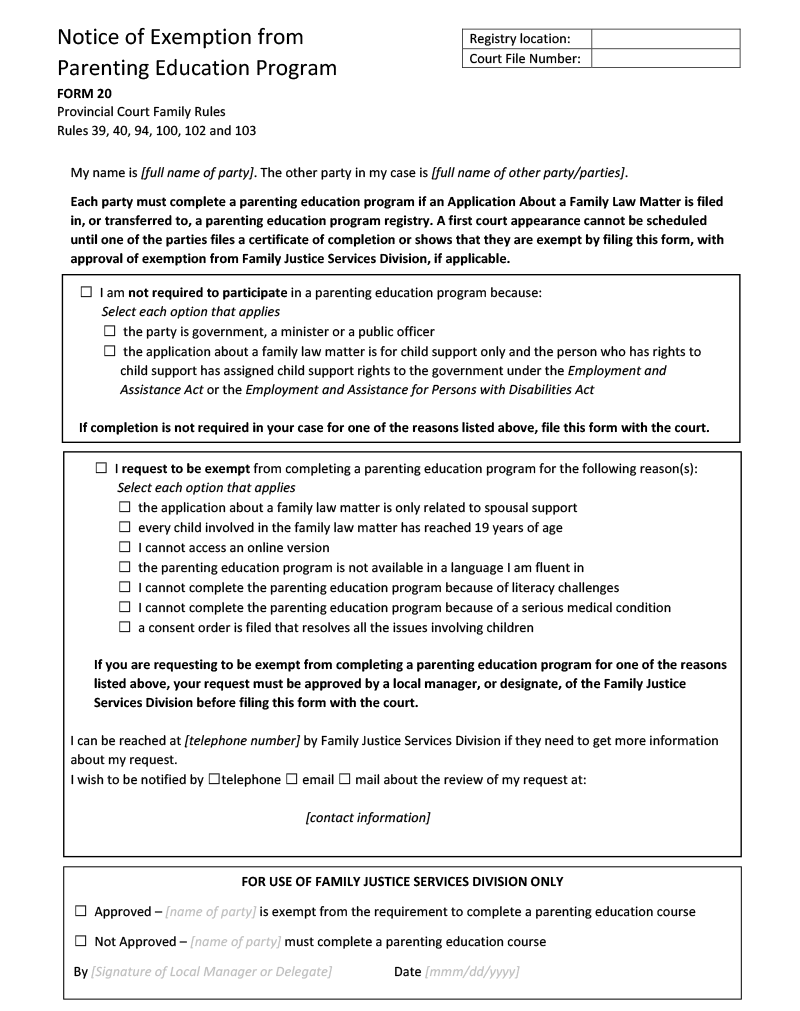 Notice of Exemption from
Parenting Education Program
Registry location:
Court File Number:
FORM 20
Provincial Court Family Rules
Rules 39, 40, 94, 100, 102 and 103
My name is [full name of party]. The other party in my case is [full name of other party/parties].
Each party must complete a parenting education program if an Application About a Family Law Matter is filed
in, or transferred to, a parenting education program registry. A first court appearance cannot be scheduled
until one of the parties files a certificate of completion or shows that they are exempt by filing this form, with
approval of exemption from Family Justice Services Division, if applicable.
☐ I am not required to participate in a parenting education program because:
Select each option that applies
☐ the party is government, a minister or a public officer
☐ the application about a family law matter is for child support only and the person who has rights to
child support has assigned child support rights to the government under the Employment and
Assistance Act or the Employment and Assistance for Persons with Disabilities Act
If completion is not required in your case for one of the reasons listed above, file this form with the court.
☐ I request to be exempt from completing a parenting education program for the following reason(s):
Select each option that applies
☐ the application about a family law matter is only related to spousal support
☐ every child involved in the family law matter has reached 19 years of age
☐ I cannot access an online version
☐ the parenting education program is not available in a language I am fluent in
☐ I cannot complete the parenting education program because of literacy challenges
☐ I cannot complete the parenting education program because of a serious medical condition
☐ a consent order is filed that resolves all the issues involving children
If you are requesting to be exempt from completing a parenting education program for one of the reasons
listed above, your request must be approved by a local manager, or designate, of the Family Justice
Services Division before filing this form with the court.
I can be reached at [telephone number] by Family Justice Services Division if they need to get more information
about my request.
I wish to be notified by ☐telephone ☐ email ☐ mail about the review of my request at:
[contact information]
FOR USE OF FAMILY JUSTICE SERVICES DIVISION ONLY
☐ Approved – [name of party] is exempt from the requirement to complete a parenting education course
☐ Not Approved – [name of party] must complete a parenting education course
By [Signature of Local Manager or Delegate] Date [mmm/dd/yyyy]